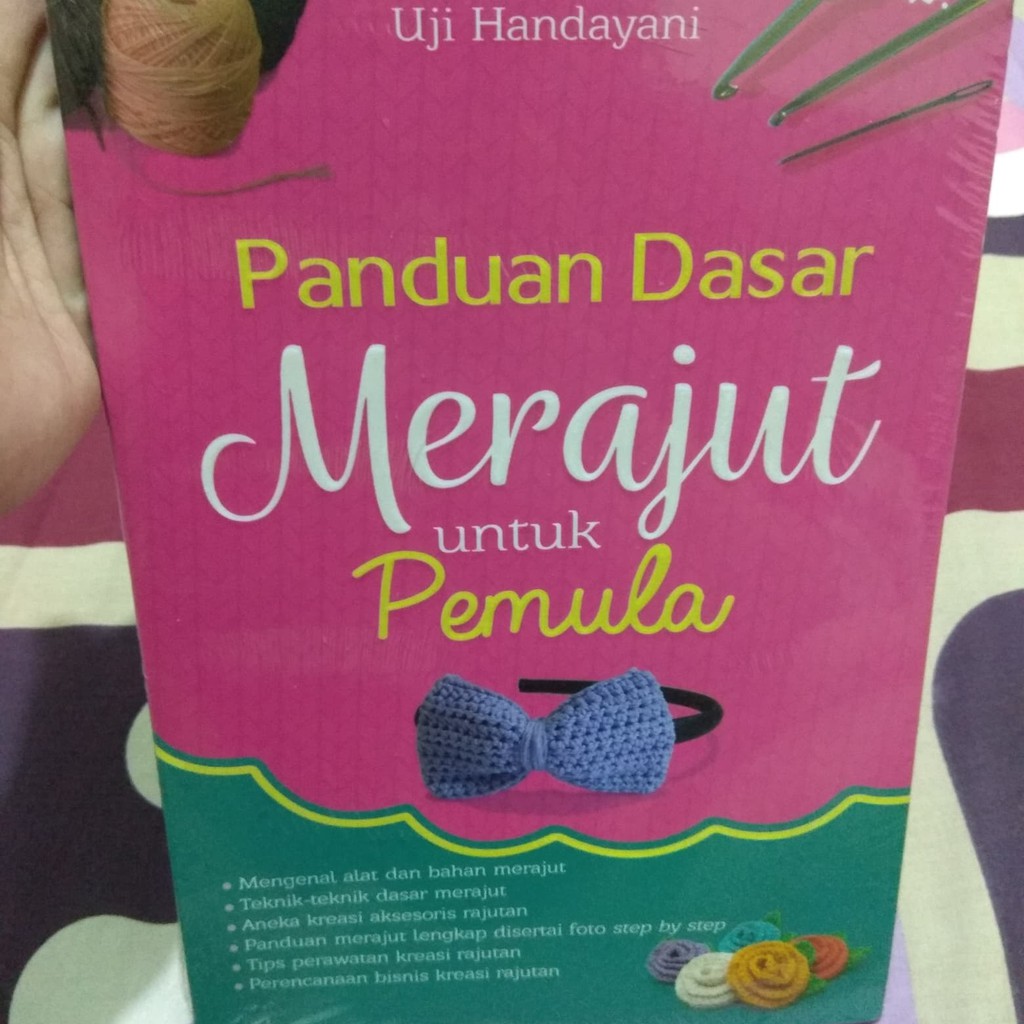 Uji Handayani
Panduan Dasar
Merajut
untuk
Pemula
• Mengenal alat dan bahan merajut
• Teknik-teknik dasar merajut
• Aneka kreasi aksesoris rajutan
• Panduan merajut lengkap disertai foto step by step
• Tips perawatan kreasi rajutan
• Perencanaan bisnis kreasi rajutan